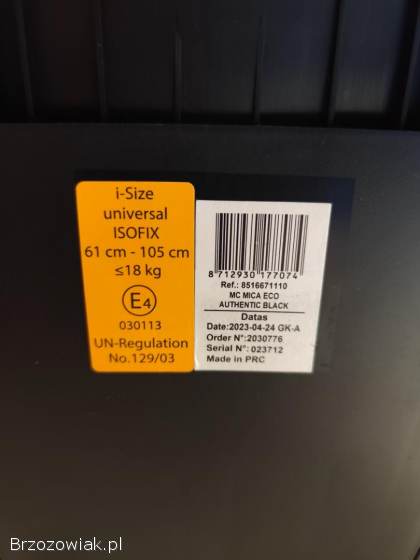 i-Size
universal
ISOFIX
61 cm - 105 cm
≤18 kg
E4
030113
UN-Regulation
No.129/03
8 712930 177074
Ref.: 8516671110
MC MICA ECO
AUTHENTIC BLACK
Datas
Date:2023-04-24 GK-A
Order N°:2030776
Serial N°: 023712
Made in PRC
Brzozowiak.pl